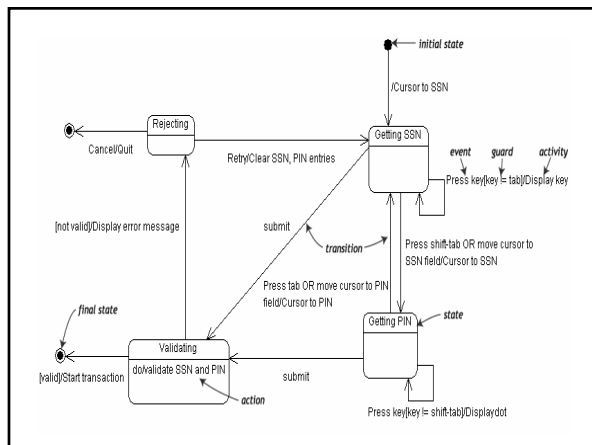 initial state
/Cursor to SSN
Rejecting
Getting SSN
Cancel/Quit
Retry/Clear SSN, PIN entries
event guard activity
Press key[key != tab]/Display key
[not valid]/Display error message
submit
transition
Press shift-tab OR move cursor to
SSN field/Cursor to SSN
Press tab OR move cursor to PIN
field/Cursor to PIN
final state
Getting PIN
state
Validating
do/validate SSN and PIN
[valid]/Start transaction
submit
action
Press key[key != shift-tab]/Displaydot